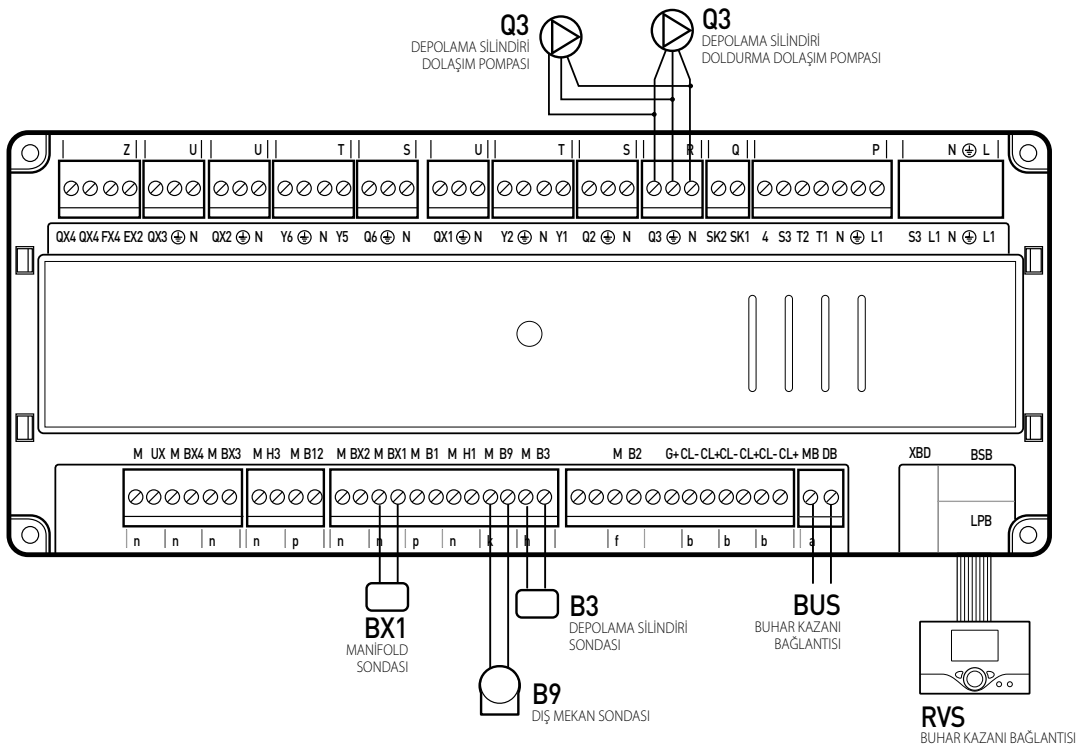 Q3
DEPOLAMA SİLİNDİRİ
DOLAŞIM POMPASI
Q3
DEPOLAMA SİLİNDİRİ
DOLDURMA DOLAŞIM POMPASI
Z U U T S U T S R Q P N L
QX4 QX4 FX4 EX2 QX3 N QX2 N Y6 N Y5 Q6 N QX1 N Y2 N Y1 Q2 N Q3 N SK2 SK1 4 S3 T2 T1 N L1 S3 L1 N L1
M UX M BX4 M BX3 M H3 M B12 M BX2 M BX1 M B1 M H1 M B9 M B3 M B2 G+ CL- CL+ CL- CL+ CL- CL+ MB DB XBD BSB
LPB
n n n n p n n p n k h f b b b a
BX1
MANİFOLD
SONDASI
B3
DEPOLAMA SİLİNDİRİ
SONDASI
BUS
BUHAR KAZANI
BAĞLANTISI
B9
DIŞ MEKAN SONDASI
RVS
BUHAR KAZANI BAĞLANTISI